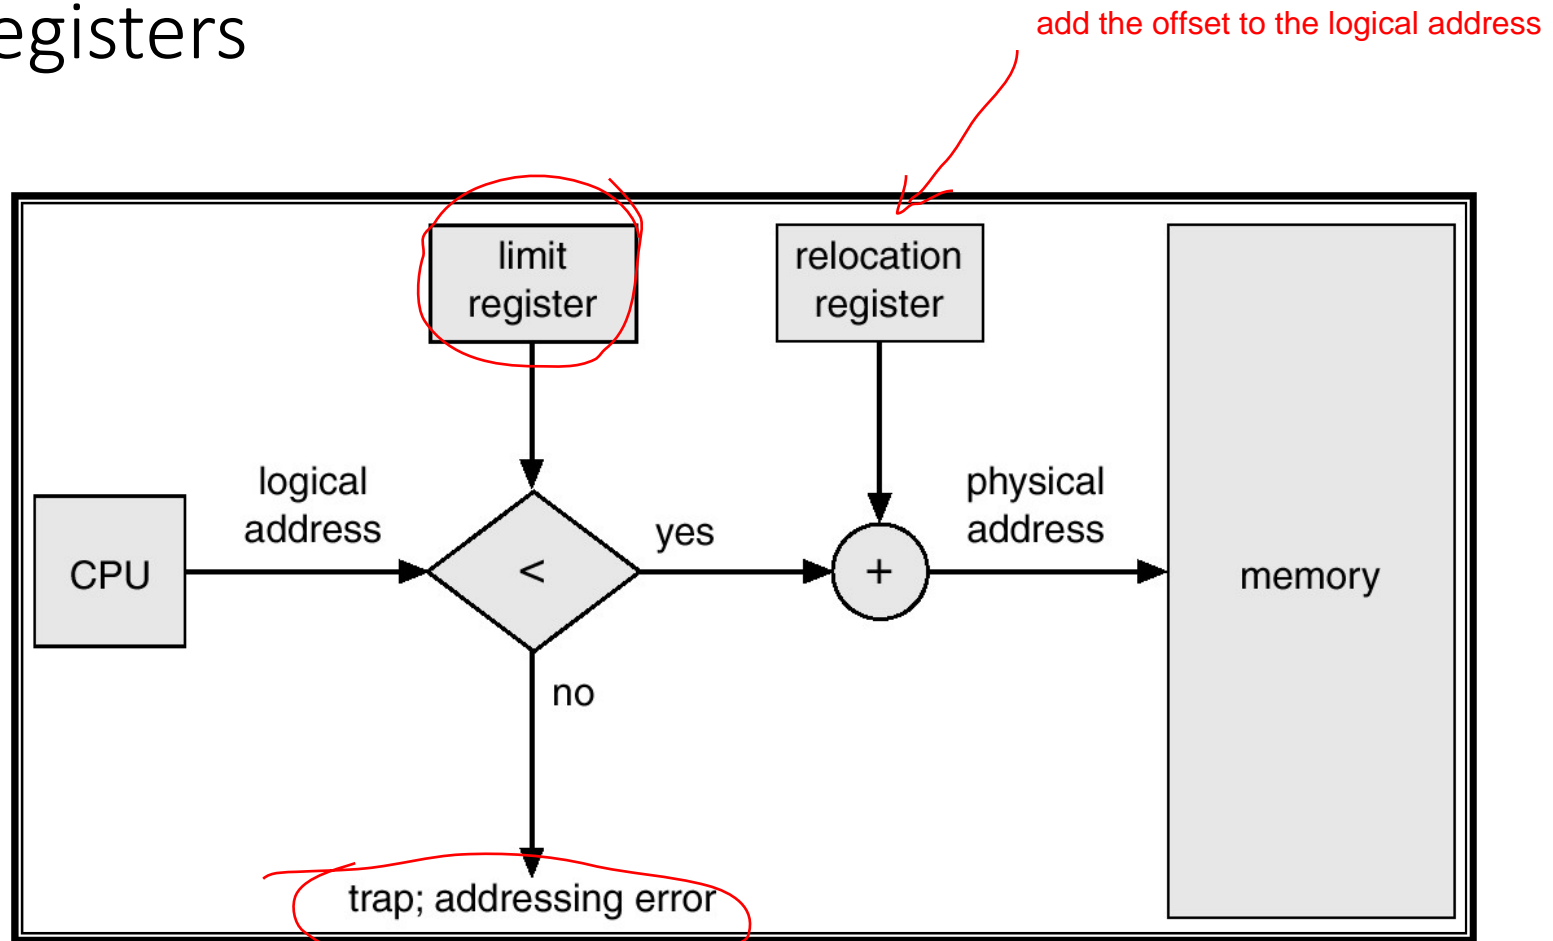 egisters
add the offset to the logical address
limit
register
relocation
register
logical
address
physical
address
CPU
<
yes
+
memory
no
trap; addressing error